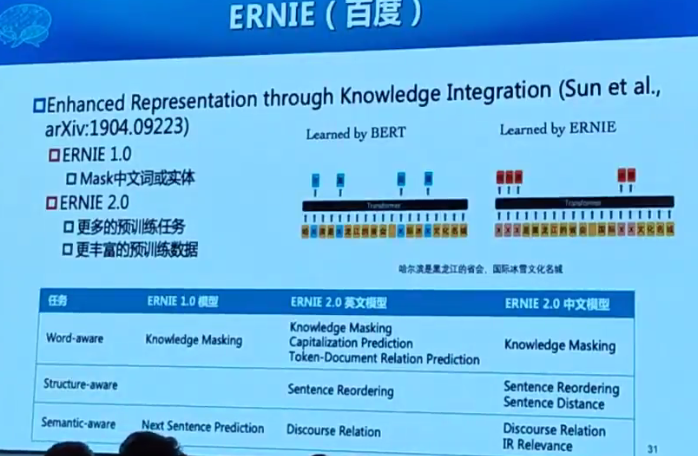 ERNIE（百度）
Enhanced Representation through Knowledge Integration (Sun et al.,
arXiv:1904.09223)
ERNIE 1.0
Mask中文词或实体
ERNIE 2.0
更多的预训练任务
更丰富的预训练数据
Learned by BERT
Learned by ERNIE
Transformer
Transformer
哈尔滨是黑龙江的省会，国际冰雪文化名城
任务 ERNIE 1.0 模型 ERNIE 2.0 英文模型 ERNIE 2.0 中文模型
Word-aware Knowledge Masking Knowledge Masking Knowledge Masking
Capitalization Prediction
Token-Document Relation Prediction
Structure-aware Sentence Reordering Sentence Reordering
Sentence Distance
Semantic-aware Next Sentence Prediction Discourse Relation Discourse Relation
IR Relevance
31